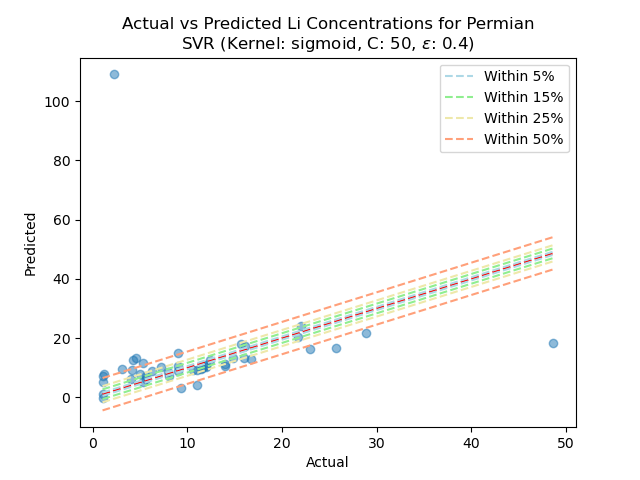 Actual vs Predicted Li Concentrations for Permian
SVR (Kernel: sigmoid, C: 50, ε: 0.4)
Within 5%
Within 15%
Within 25%
Within 50%
100
80
60
40
20
0
Predicted
0 10 20 30 40 50
Actual